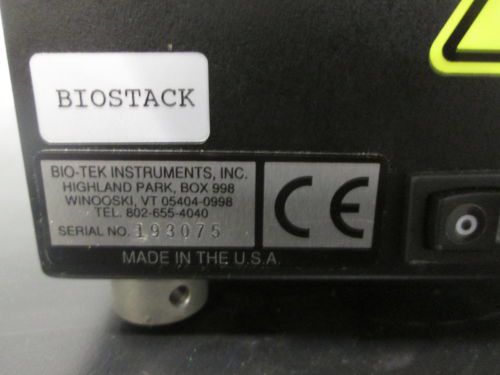 BIOSTACK
BIO-TEK INSTRUMENTS, INC.
HIGHLAND PARK, BOX 998
WINOOSKI, VT 05404-0998
TEL. 802-655-4040
SERIAL NO. 193075
CE
MADE IN THE U.S.A.